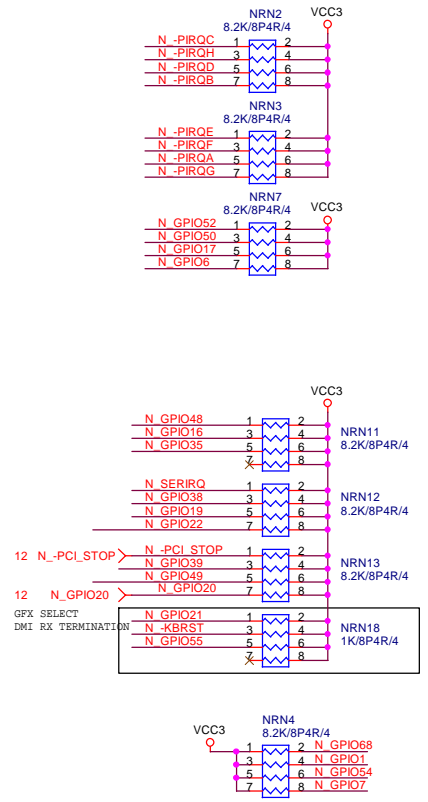 NRN2 VCC3
8.2K/8P4R/4
N_-PIRQC 1 2
N_-PIRQH 3 4
N_-PIRQD 5 6
N_-PIRQB 7 8
NRN3
8.2K/8P4R/4
N_-PIRQE 1 2
N_-PIRQF 3 4
N_-PIRQA 5 6
N_-PIRQG 7 8
NRN7
8.2K/8P4R/4 VCC3
N_GPIO52 1 2
N_GPIO50 3 4
N_GPIO17 5 6
N_GPIO6 7 8
VCC3
N_GPIO48 1 2
N_GPIO16 3 4 NRN11
N_GPIO35 5 6 8.2K/8P4R/4
7 8
N_SERIRQ 1 2
N_GPIO38 3 4 NRN12
N_GPIO19 5 6 8.2K/8P4R/4
N_GPIO22 7 8
12 N_-PCI_STOP N_-PCI_STOP 1 2
N_GPIO39 3 4 NRN13
N_GPIO49 5 6 8.2K/8P4R/4
12 N_GPIO20 N_GPIO20 7 8
GFX SELECT N_GPIO21 1 2
DMI RX TERMINATION N_-KBRST 3 4 NRN18
N_GPIO55 5 6 1K/8P4R/4
7 8
NRN4
VCC3 8.2K/8P4R/4
1 2 N_GPIO68
3 4 N_GPIO1
5 6 N_GPIO54
7 8 N_GPIO7